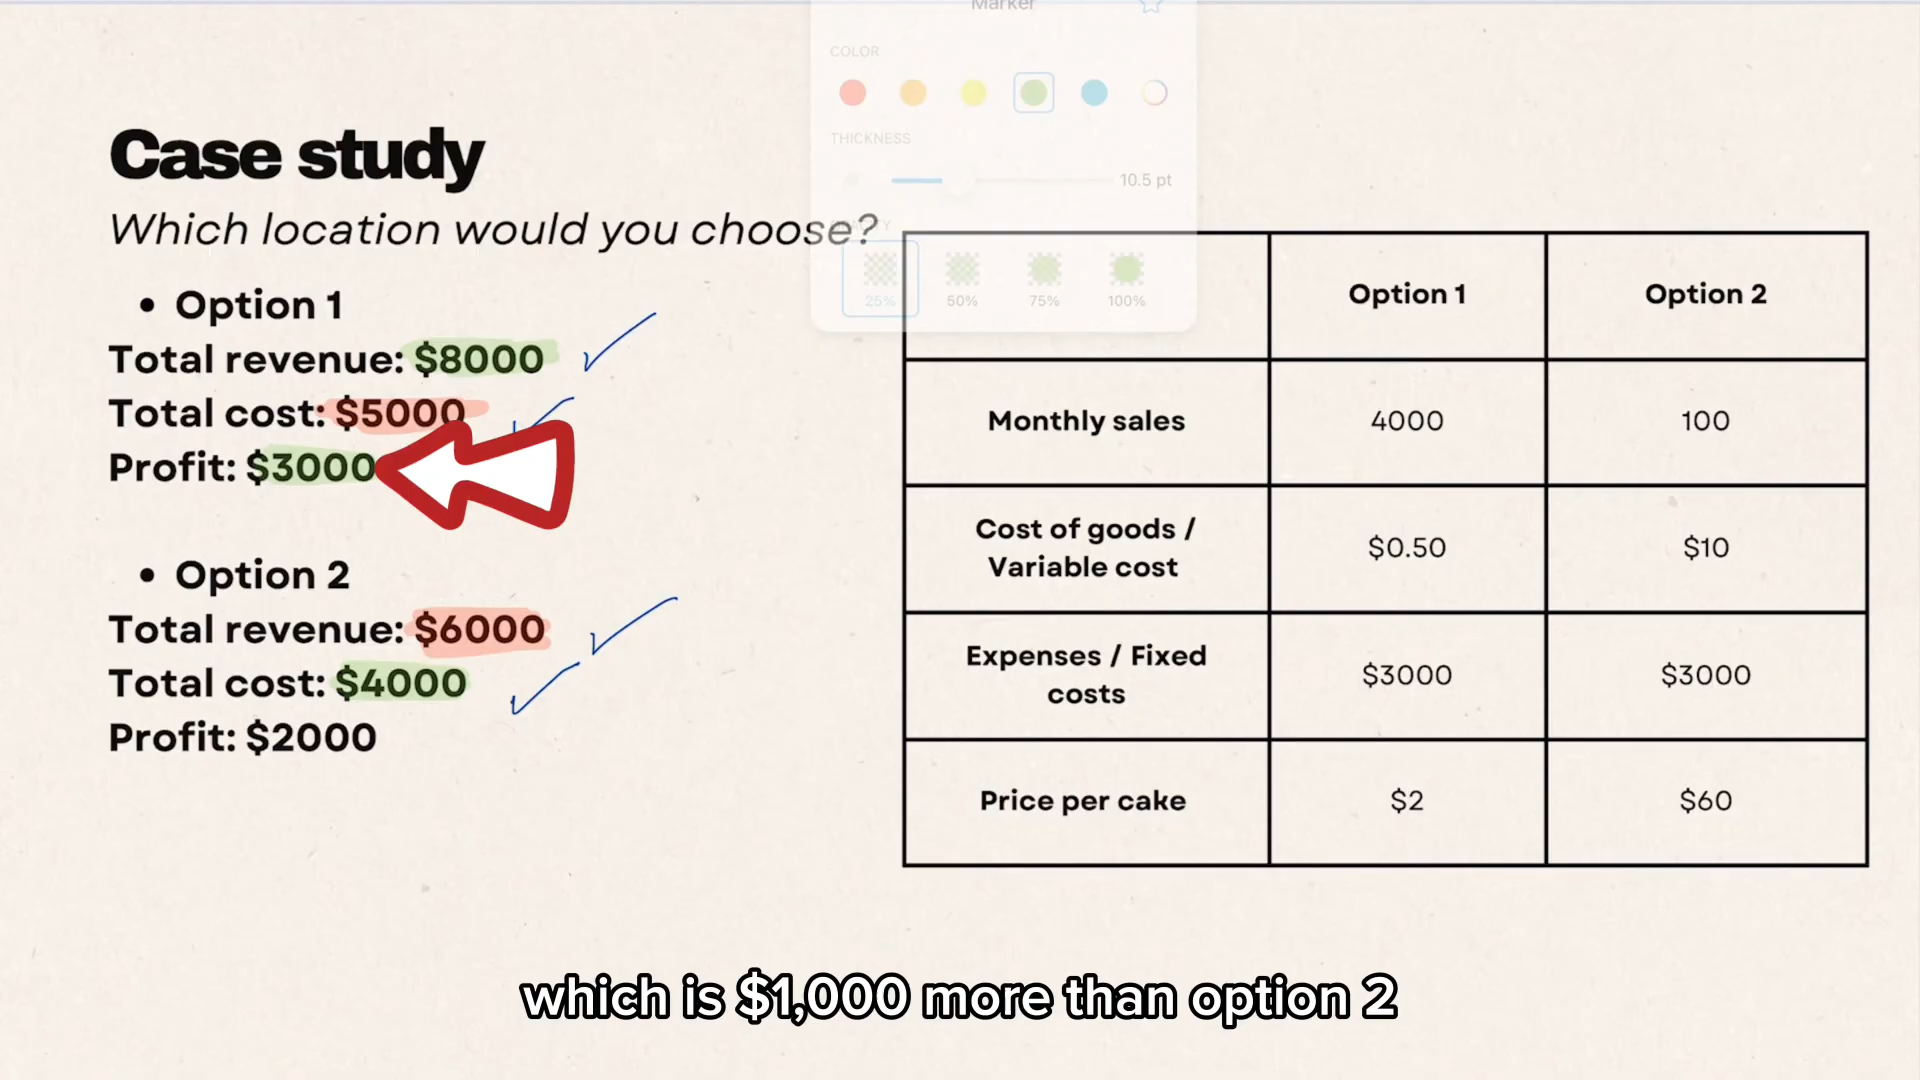 Marker
COLOR
THICKNESS
10.5 pt
25%
50%
75%
100%
Case study
Which location would you choose?
• Option 1
Total revenue: $8000
Total cost: $5000
Profit: $3000
• Option 2
Total revenue: $6000
Total cost: $4000
Profit: $2000
Option 1 Option 2
Monthly sales 4000 100
Cost of goods /
Variable cost $0.50 $10
Expenses / Fixed
costs $3000 $3000
Price per cake $2 $60
which is $1,000 more than option 2